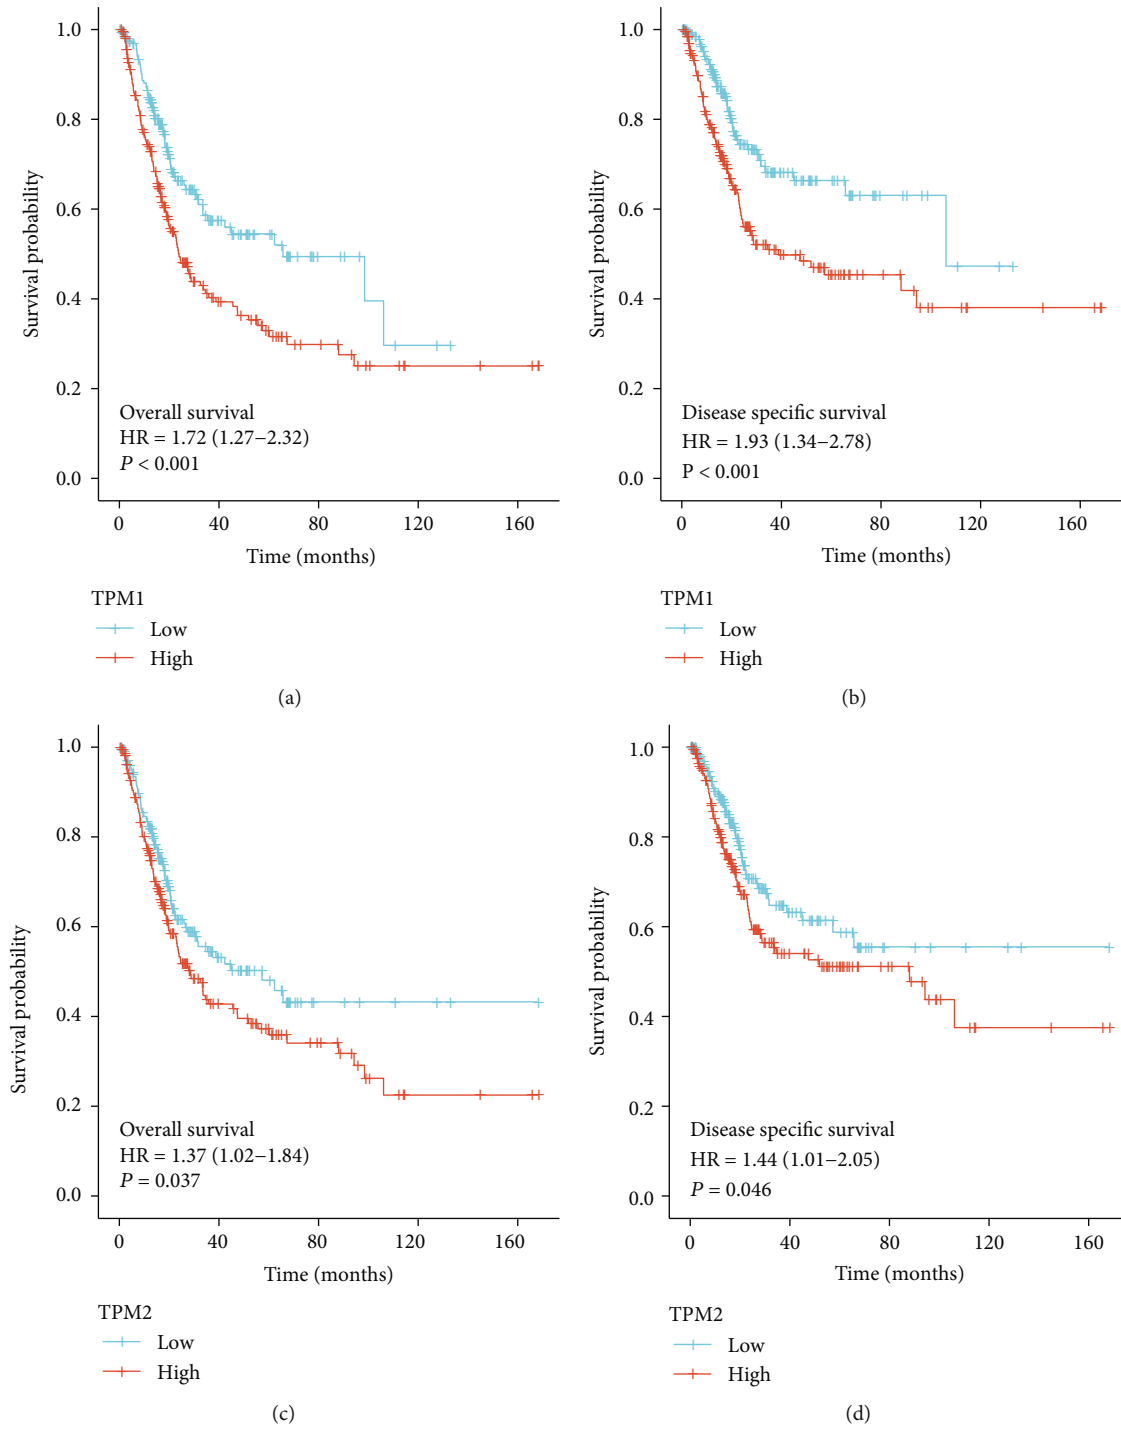 1.0
0.8
0.6
0.4
0.2
0.0
Survival probability
Overall survival
HR = 1.72 (1.27−2.32)
P < 0.001
0 40 80 120 160
Time (months)
TPM1
Low
High
(a)
1.0
0.8
0.6
0.4
0.2
0.0
Survival probability
Disease specific survival
HR = 1.93 (1.34−2.78)
P < 0.001
0 40 80 120 160
Time (months)
TPM1
Low
High
(b)
1.0
0.8
0.6
0.4
0.2
0.0
Survival probability
Overall survival
HR = 1.37 (1.02−1.84)
P = 0.037
0 40 80 120 160
Time (months)
TPM2
Low
High
(c)
1.0
0.8
0.6
0.4
0.2
0.0
Survival probability
Disease specific survival
HR = 1.44 (1.01−2.05)
P = 0.046
0 40 80 120 160
Time (months)
TPM2
Low
High
(d)